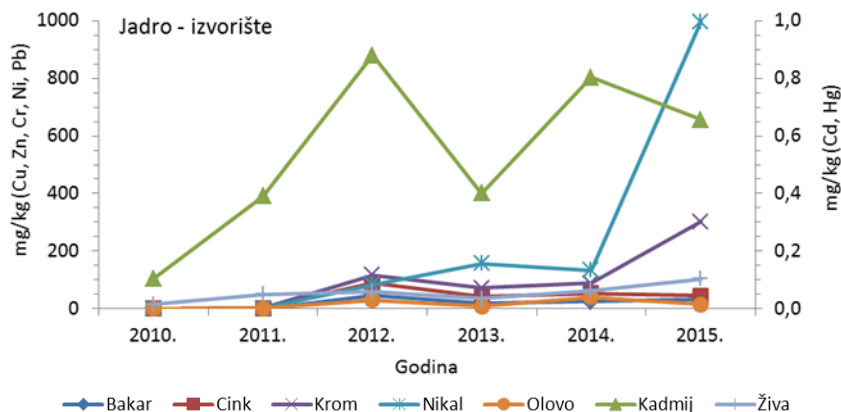 Jadro - izvorište
1000
800
600
400
200
0
mg/kg (Cu, Zn, Cr, Ni, Pb)
1,0
0,8
0,6
0,4
0,2
0,0
mg/kg (Cd, Hg)
2010. 2011. 2012. 2013. 2014. 2015.
Godina
Bakar Cink Krom Nikal Olovo Kadmij Živa